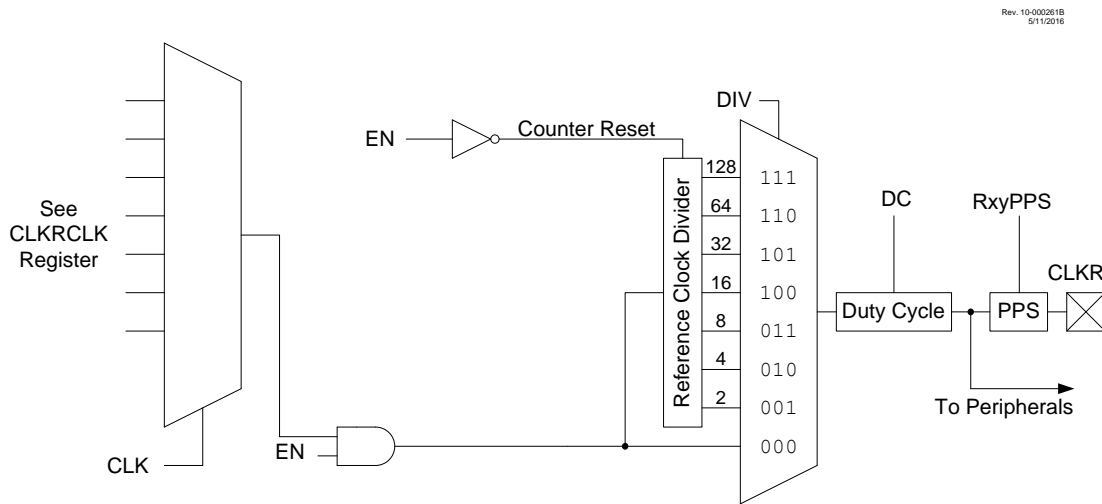 Rev. 10-000261B
5/11/2016
DIV
EN
Counter Reset
128
64
32
16
8
4
2
Reference Clock Divider
111
110
101
100
011
010
001
000
See
CLKRCLK
Register
DC
RxyPPS
CLKR
Duty Cycle
PPS
To Peripherals
EN
CLK